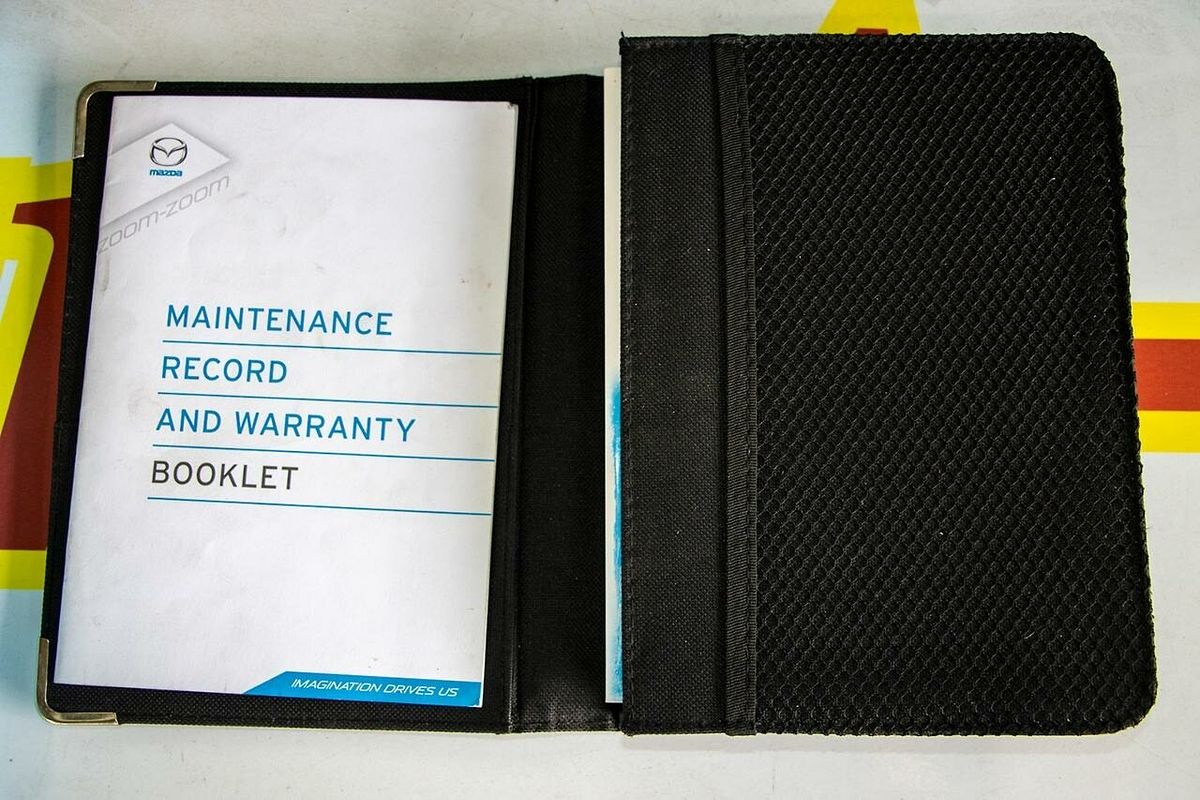 mazda
zoom-zoom
MAINTENANCE
RECORD
AND WARRANTY
BOOKLET
IMAGINATION DRIVES US